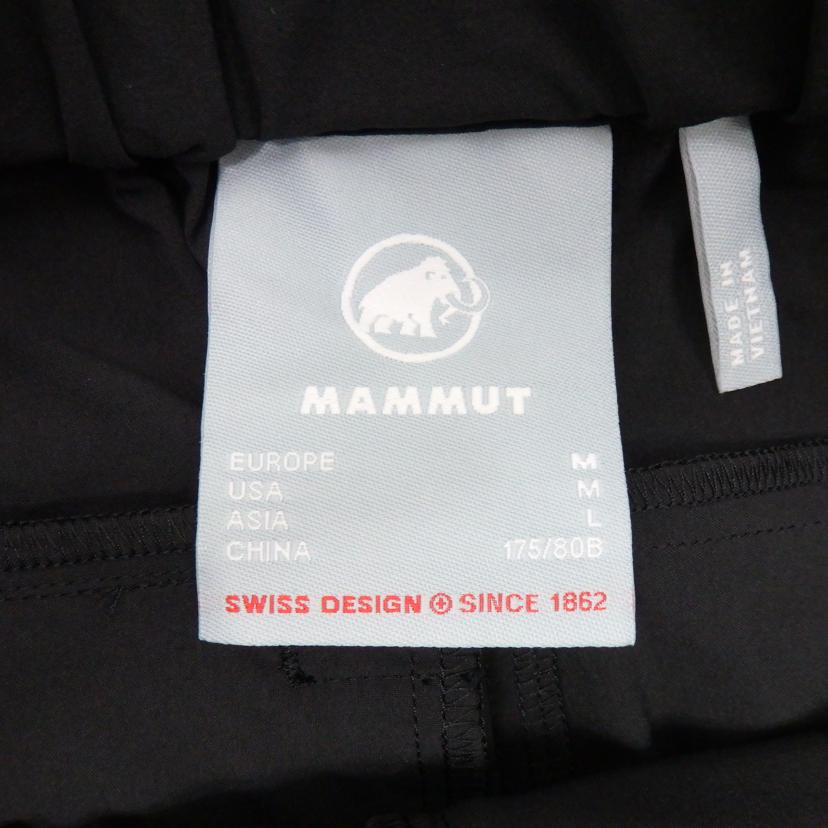 MAMMUT
EUROPE M
USA M
ASIA L
CHINA 175/80B
SWISS DESIGN SINCE 1862
MADE IN
VIETNAM